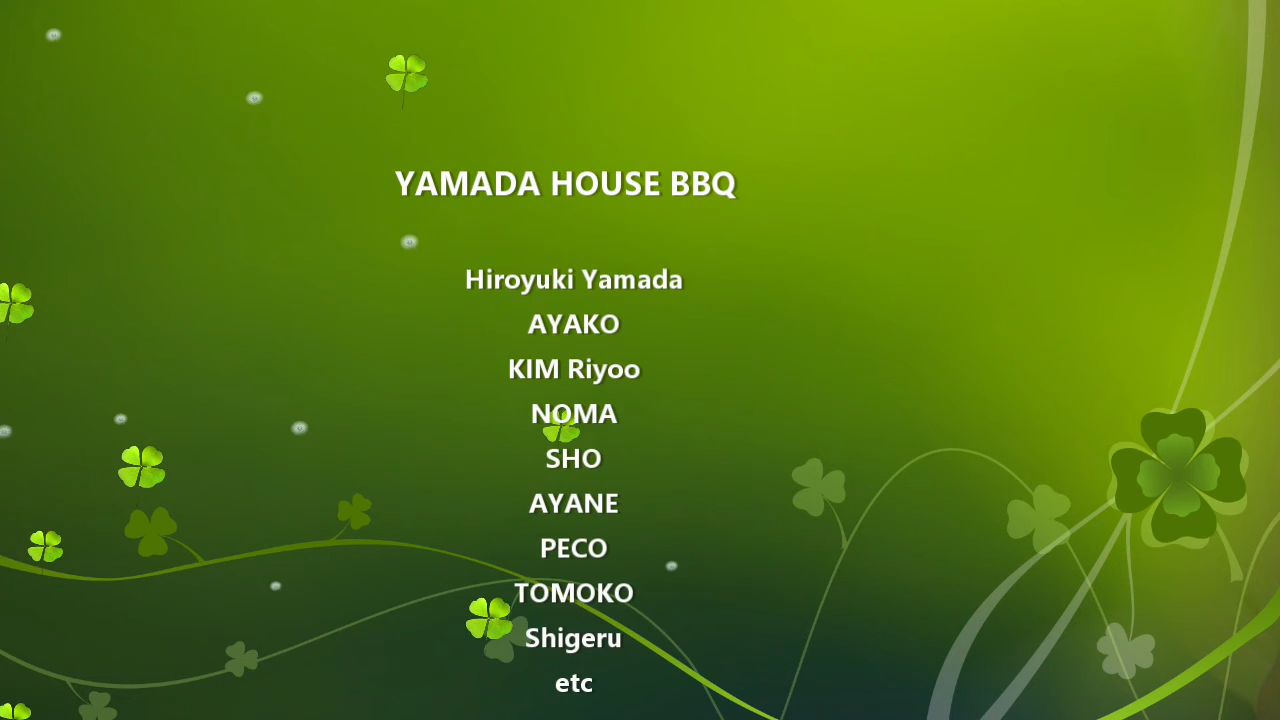 YAMADA HOUSE BBQ
Hiroyuki Yamada
AYAKO
KIM Riyoo
NOMA
SHO
AYANE
PECO
TOMOKO
Shigeru
etc